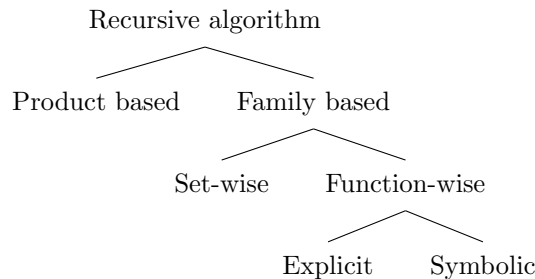 Recursive algorithm
Product based Family based
Set-wise Function-wise
Explicit Symbolic